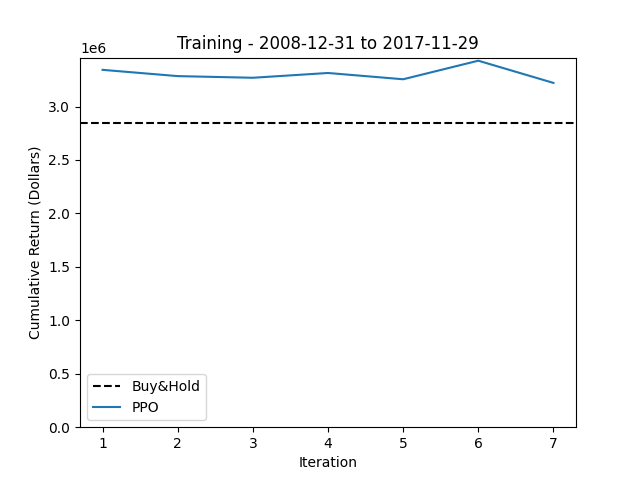 Training - 2008-12-31 to 2017-11-29
1e6
3.0
2.5
2.0
1.5
1.0
0.5
0.0
Cumulative Return (Dollars)
Buy&Hold
PPO
1 2 3 4 5 6 7
Iteration